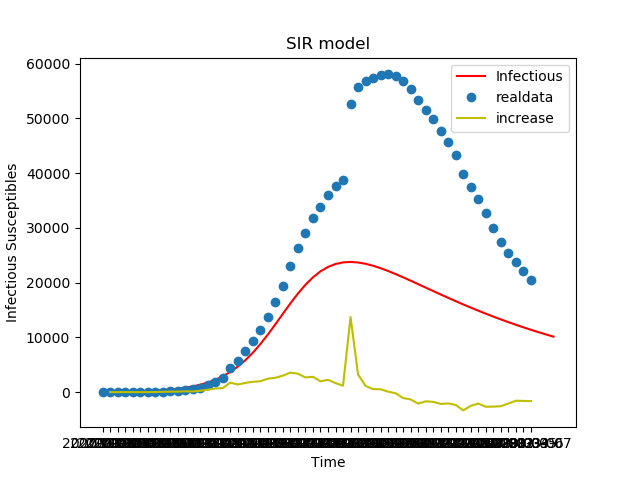 SIR model
60000
50000
40000
30000
20000
10000
0
Infectious Susceptibles
Infectious
realdata
increase
Time